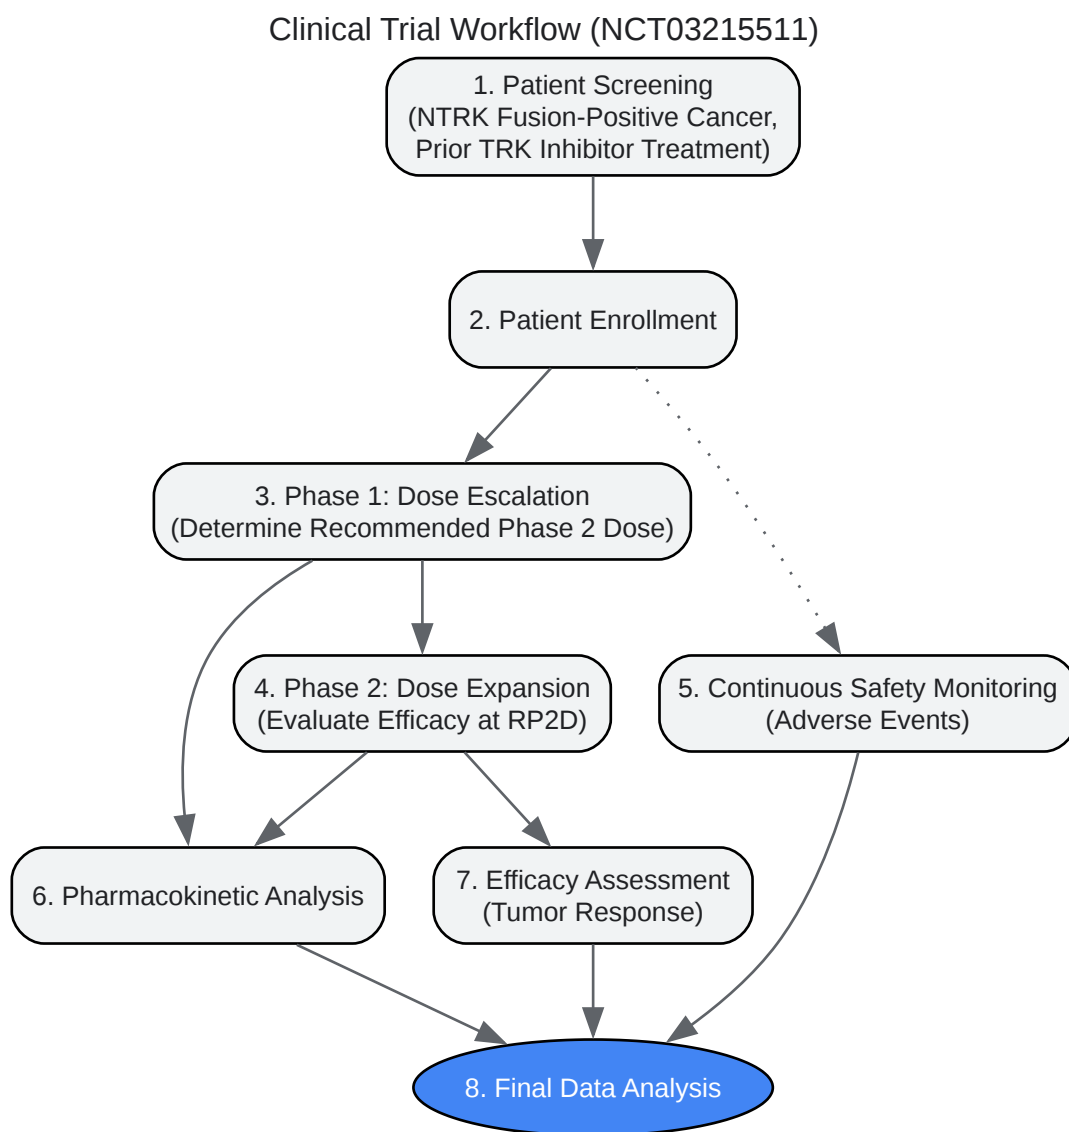 Clinical Trial Workflow (NCT03215511)
1. Patient Screening
(NTRK Fusion-Positive Cancer,
Prior TRK Inhibitor Treatment)
2. Patient Enrollment
3. Phase 1: Dose Escalation
(Determine Recommended Phase 2 Dose)
4. Phase 2: Dose Expansion
(Evaluate Efficacy at RP2D)
5. Continuous Safety Monitoring
(Adverse Events)
6. Pharmacokinetic Analysis
7. Efficacy Assessment
(Tumor Response)
8. Final Data Analysis